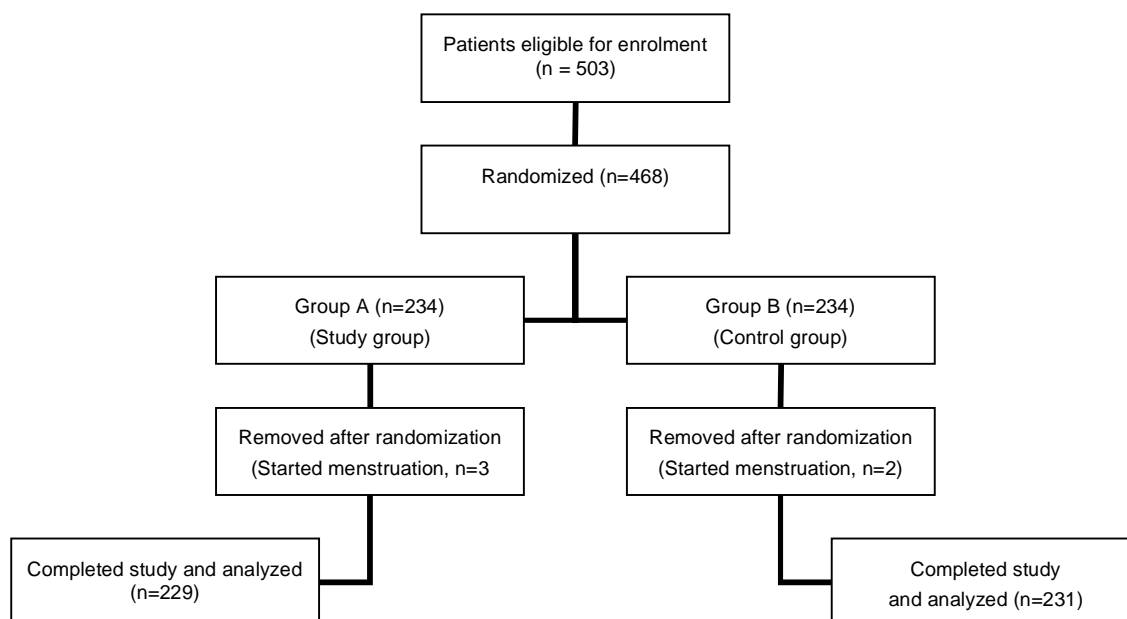 Patients eligible for enrolment
(n = 503)
Randomized (n=468)
Group A (n=234)
(Study group)
Group B (n=234)
(Control group)
Removed after randomization
(Started menstruation, n=3
Removed after randomization
(Started menstruation, n=2)
Completed study and analyzed
(n=229)
Completed study
and analyzed (n=231)